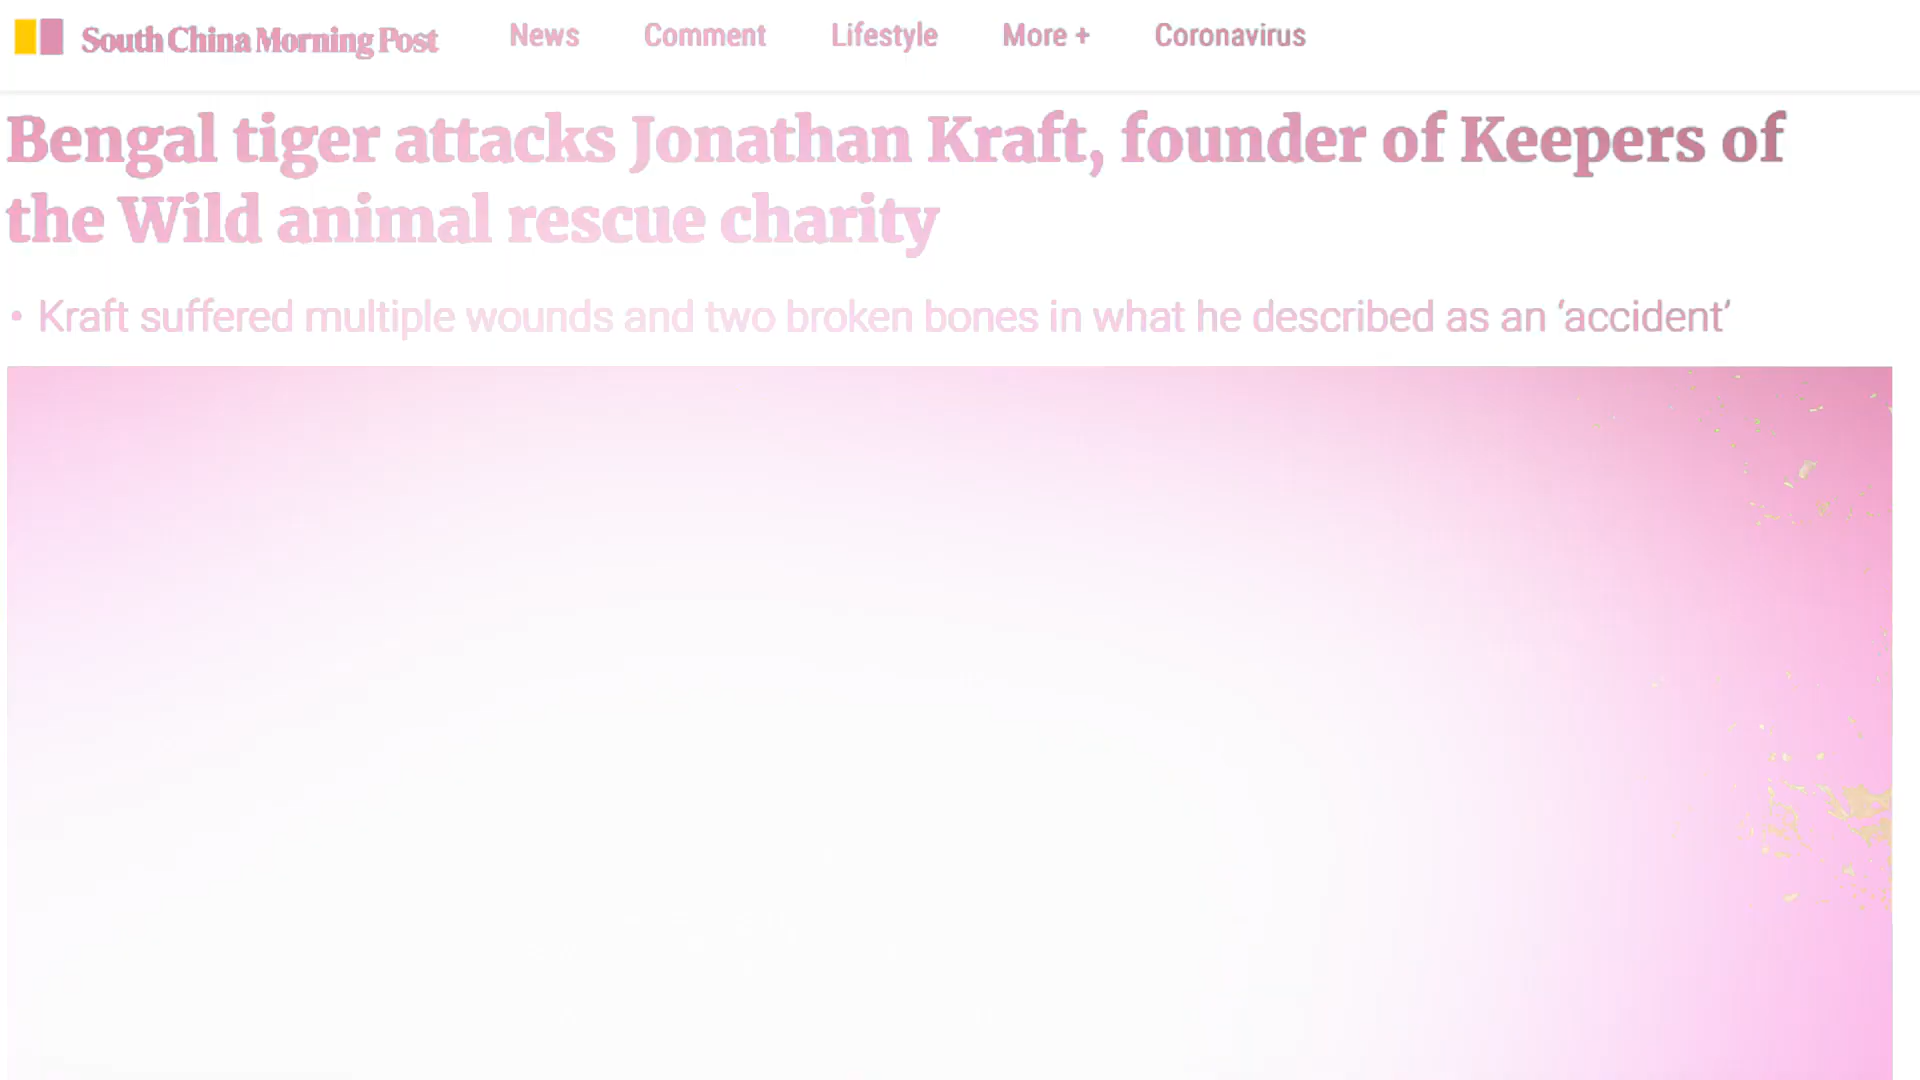 South China Morning Post News Comment Lifestyle More + Coronavirus
Bengal tiger attacks Jonathan Kraft, founder of Keepers of
the Wild animal rescue charity
• Kraft suffered multiple wounds and two broken bones in what he described as an ‘accident’